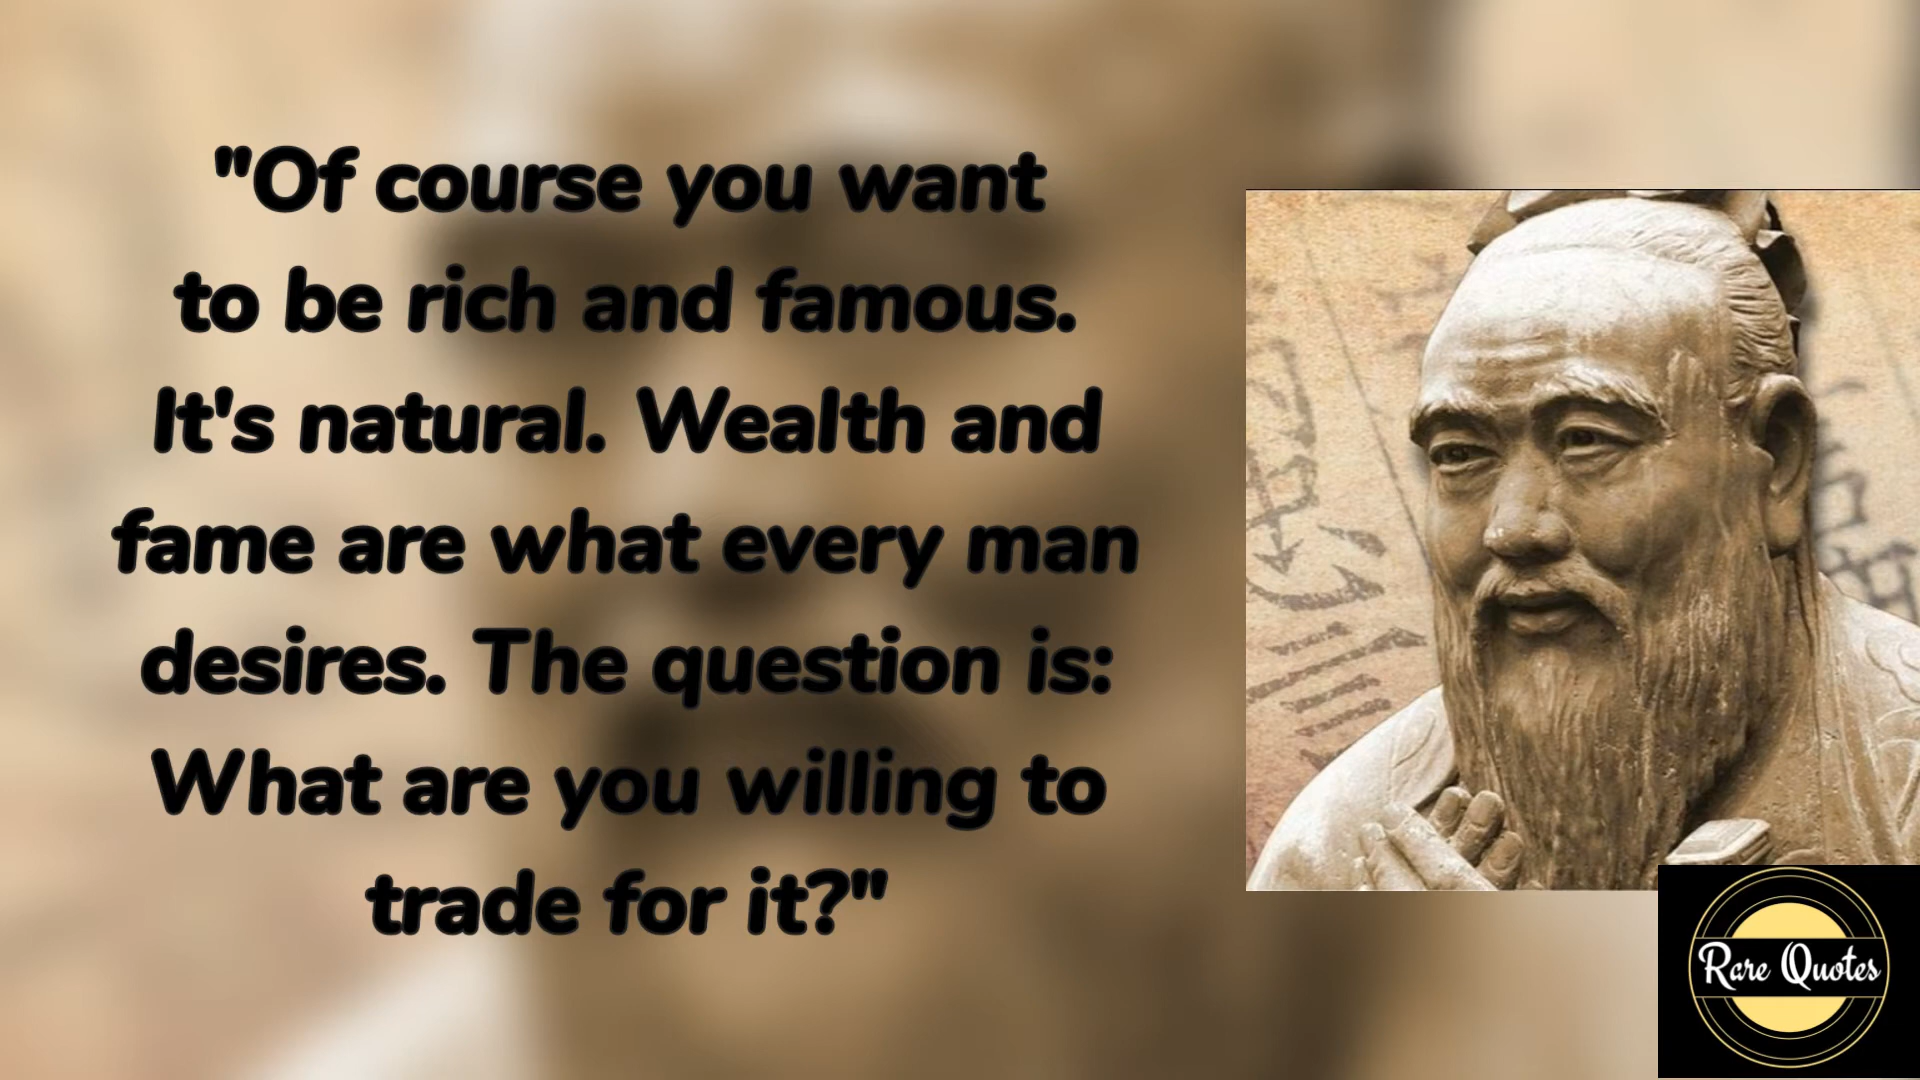 "Of course you want
to be rich and famous.
It's natural. Wealth and
fame are what every man
desires. The question is:
What are you willing to
trade for it?"
Rare Quotes